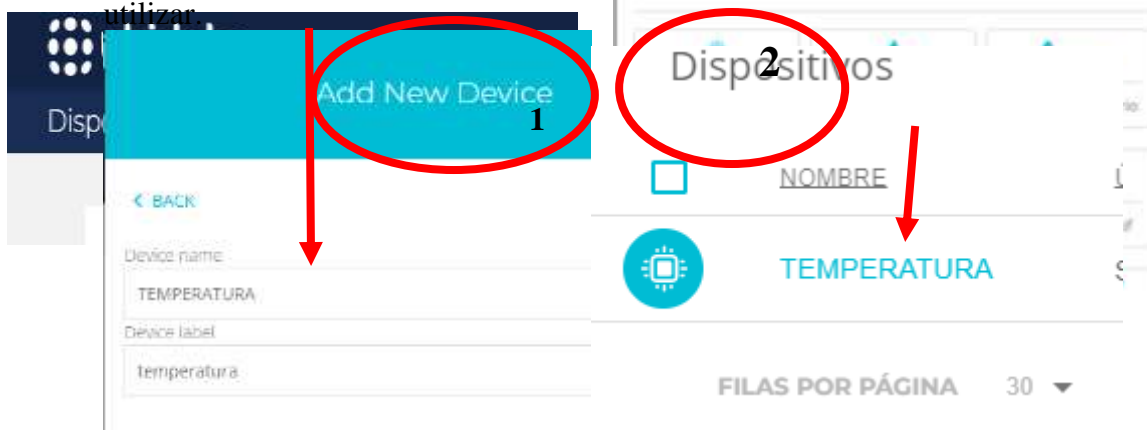 utilizar.
Disp
Add New Device
1
< BACK
Device name
TEMPERATURA
Device label
temperatura
Dispositivos
2
NOMBRE
TEMPERATURA
FILAS POR PÁGINA 30